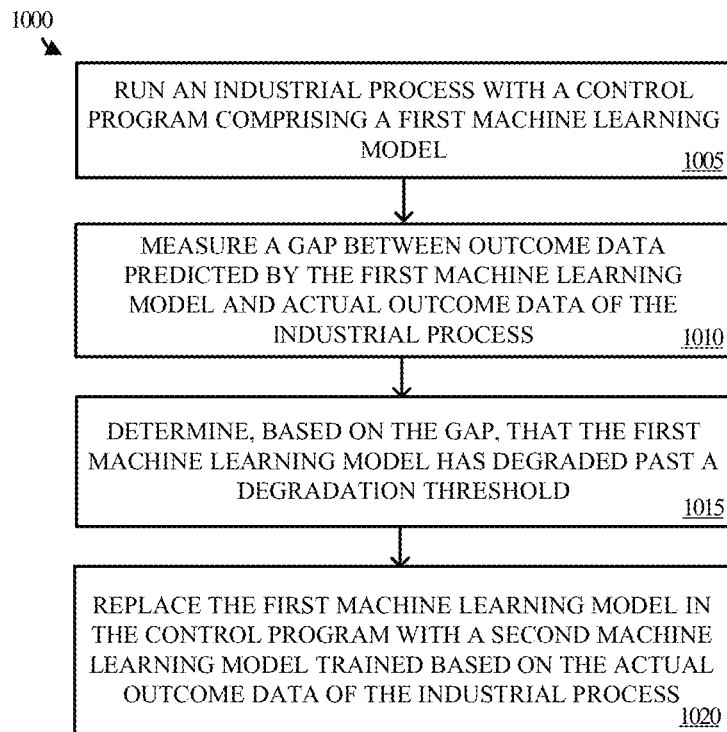 1000
RUN AN INDUSTRIAL PROCESS WITH A CONTROL
PROGRAM COMPRISING A FIRST MACHINE LEARNING
MODEL
1005
MEASURE A GAP BETWEEN OUTCOME DATA
PREDICTED BY THE FIRST MACHINE LEARNING
MODEL AND ACTUAL OUTCOME DATA OF THE
INDUSTRIAL PROCESS
1010
DETERMINE, BASED ON THE GAP, THAT THE FIRST
MACHINE LEARNING MODEL HAS DEGRADED PAST A
DEGRADATION THRESHOLD
1015
REPLACE THE FIRST MACHINE LEARNING MODEL IN
THE CONTROL PROGRAM WITH A SECOND MACHINE
LEARNING MODEL TRAINED BASED ON THE ACTUAL
OUTCOME DATA OF THE INDUSTRIAL PROCESS
1020